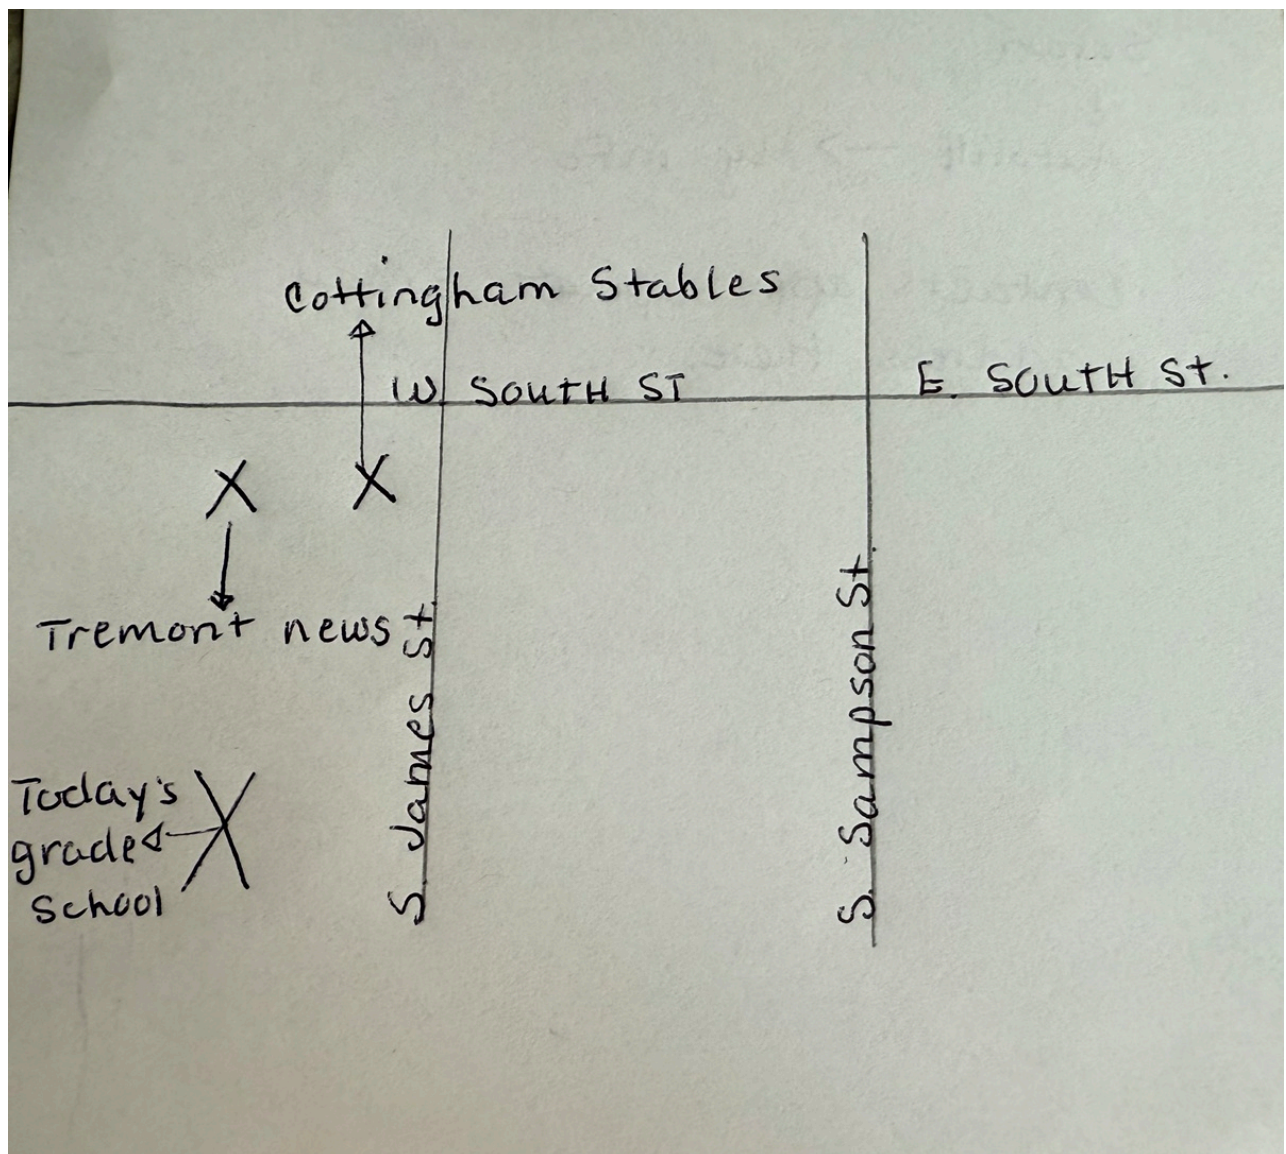 Cottingham Stables
W SOUTH ST
E. SOUTH St.
X X
Tremont news
S. James St.
S. Sampson St.
Today's
grade
School
X